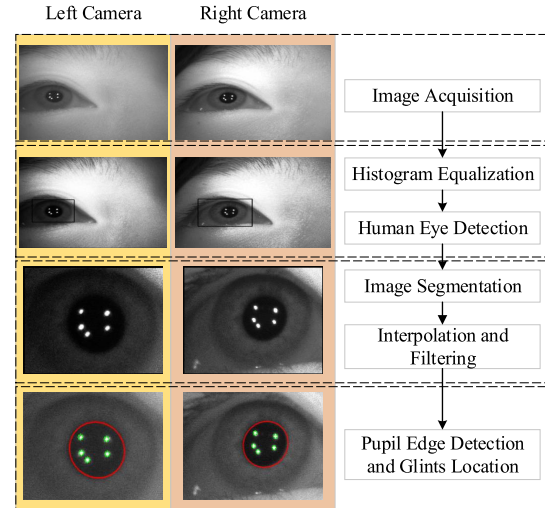 Left Camera
Right Camera
Image Acquisition
Histogram Equalization
Human Eye Detection
Image Segmentation
Interpolation and
Filtering
Pupil Edge Detection
and Glints Location